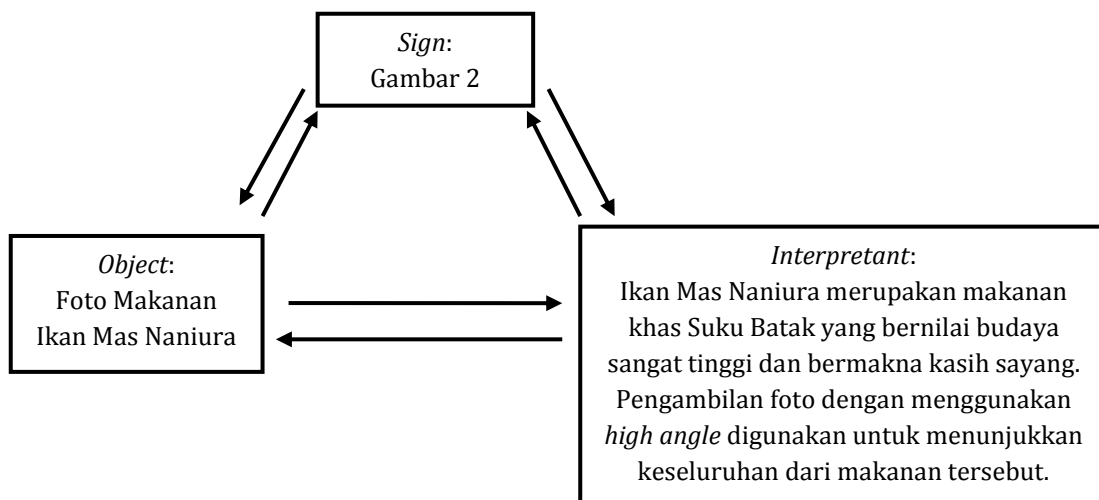 Sign:
Gambar 2
Object:
Foto Makanan
Ikan Mas Naniura
Interpretant:
Ikan Mas Naniura merupakan makanan
khas Suku Batak yang bernilai budaya
sangat tinggi dan bermakna kasih sayang.
Pengambilan foto dengan menggunakan
high angle digunakan untuk menunjukkan
keseluruhan dari makanan tersebut.